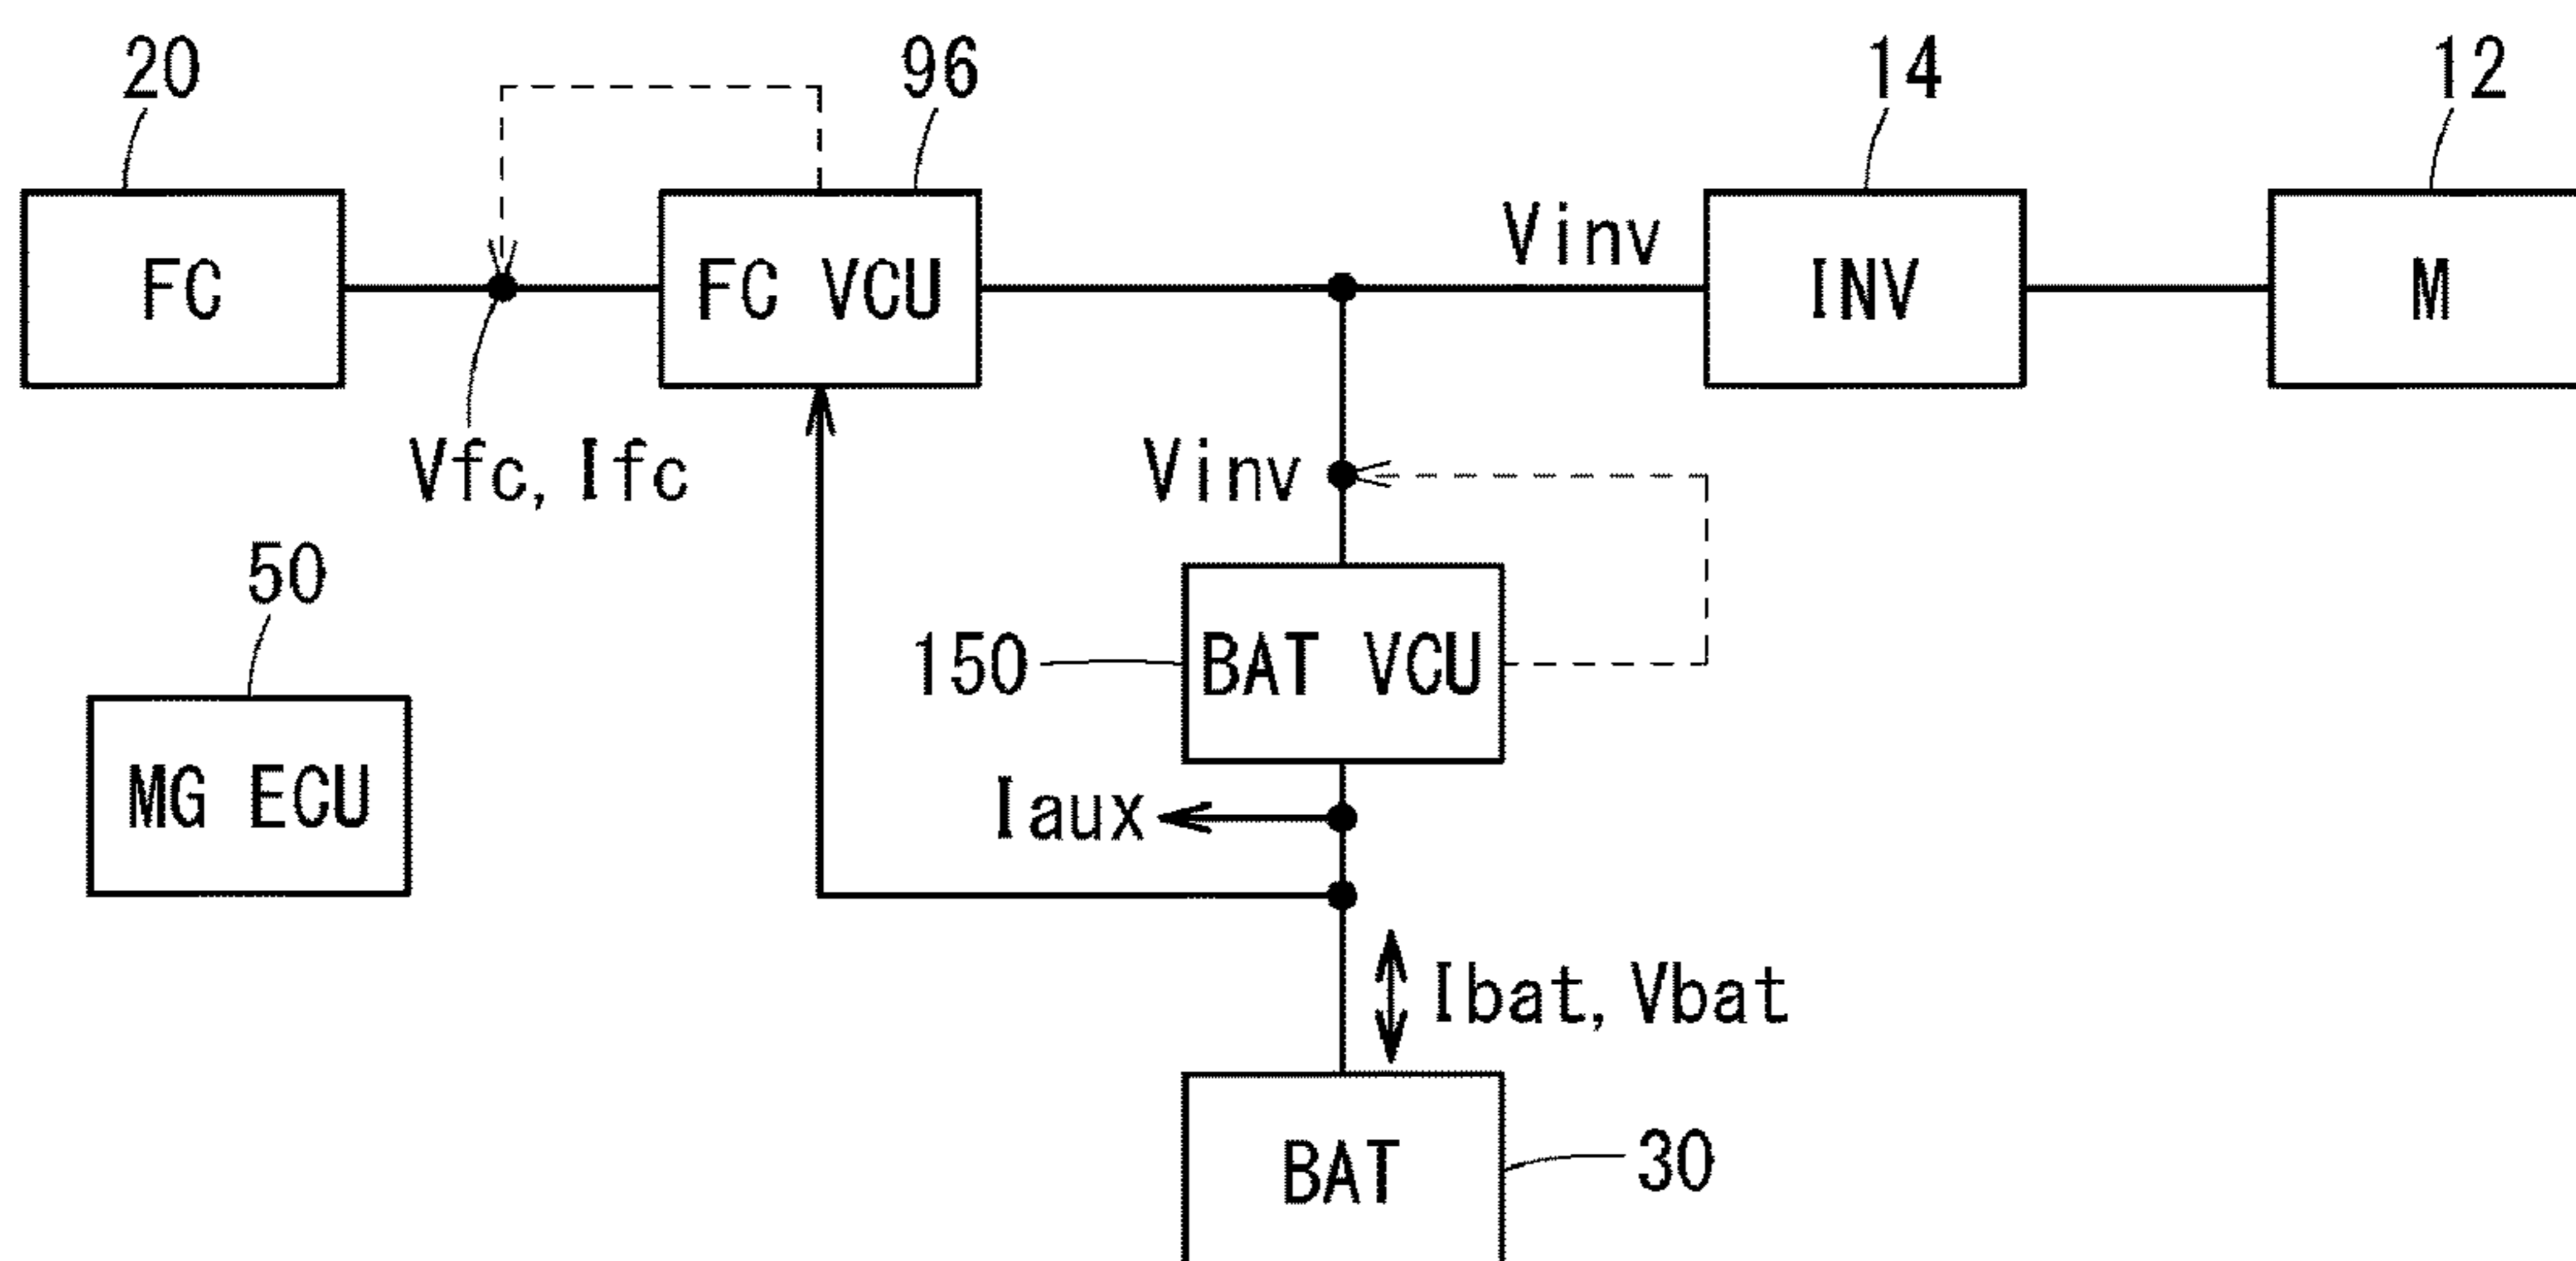 20
96
14
12
FC
FC VCU
Vinv
INV
M
Vfc, Ifc
Vinv
50
150
BAT VCU
MG ECU
Iaux
Ibat, Vbat
BAT
30